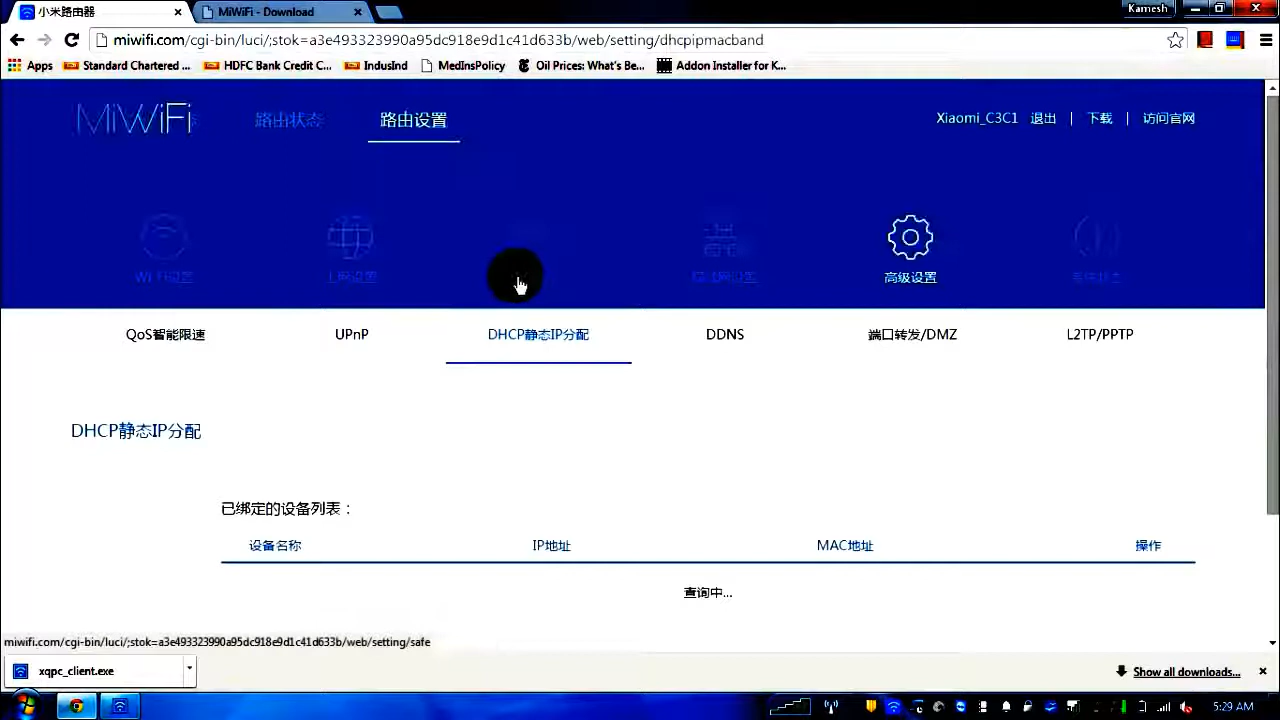 小米路由器
MiWiFi - Download
Kamesh
miwifi.com/cgi-bin/luci/;stok=a3e493323990a95dc918e9d1c41d633b/web/setting/dhcpipmacband
Apps Standard Chartered ... HDFC Bank Credit C... IndusInd MedInsPolicy Oil Prices: What's Be... Addon Installer for K...
MiWiFi 路由状态 路由设置 Xiaomi_C3C1 退出 | 下载 | 访问官网
高级设置
QoS智能限速 UPnP DHCP静态IP分配 DDNS 端口转发/DMZ L2TP/PPTP
DHCP静态IP分配
已绑定的设备列表：
设备名称 IP地址 MAC地址 操作
查询中...
miwifi.com/cgi-bin/luci/;stok=a3e493323990a95dc918e9d1c41d633b/web/setting/safe
xqpc_client.exe
Show all downloads...
5:29 AM